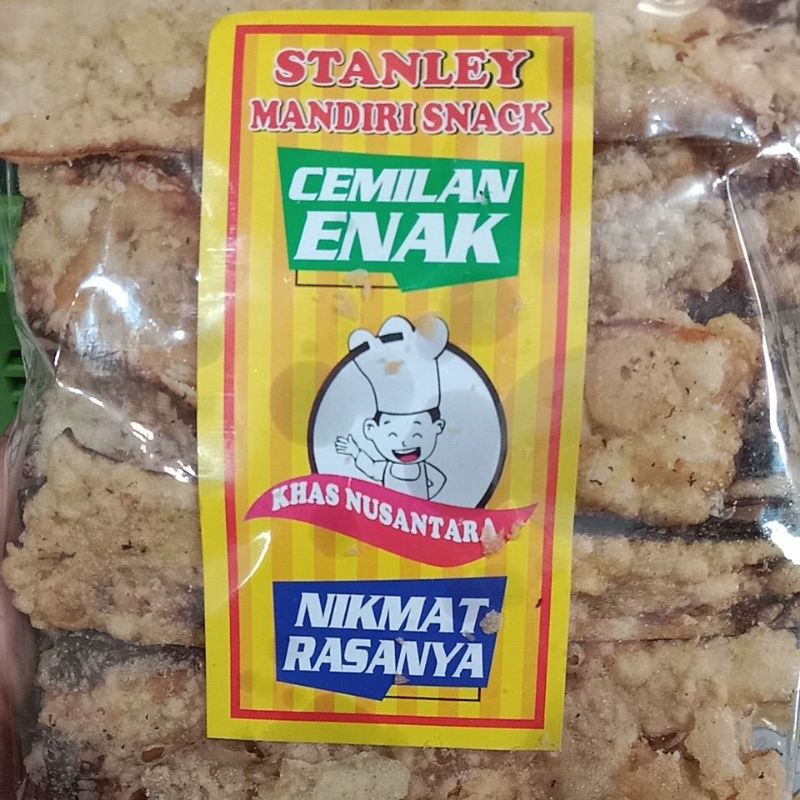 STANLEY
MANDIRI SNACK
CEMILAN
ENAK
KHAS NUSANTARA
NIKMAT
RASANYA